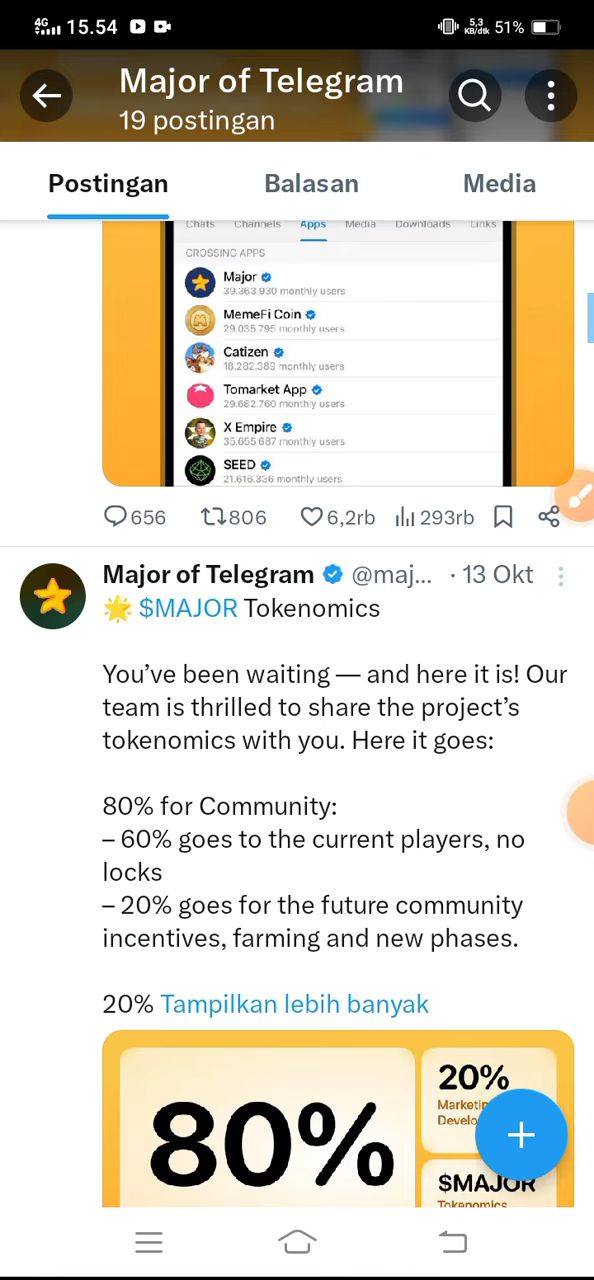 4G 15.54 5,3 KB/dtk 51%
Major of Telegram
19 postingan
Postingan Balasan Media
Chats Channels Apps Media Downloads Links
GROSSING APPS
Major
39.363.930 monthly users
MemeFi Coin
29.035.795 monthly users
Catizen
18.282.389 monthly users
Tomarket App
29.682.760 monthly users
X Empire
35.655.687 monthly users
SEED
21.616.336 monthly users
656 806 6,2rb 293rb
Major of Telegram @maj... · 13 Okt
🌟 $MAJOR Tokenomics
You’ve been waiting — and here it is! Our
team is thrilled to share the project’s
tokenomics with you. Here it goes:
80% for Community:
– 60% goes to the current players, no
locks
– 20% goes for the future community
incentives, farming and new phases.
20% Tampilkan lebih banyak
80%
20%
$MAJOR
Tokenomics